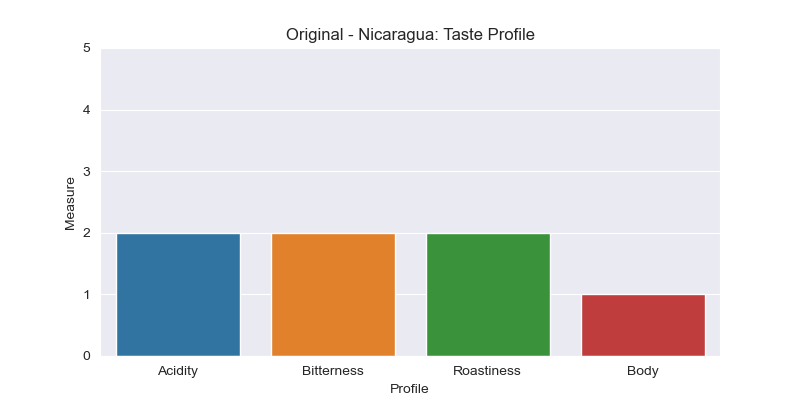 Original - Nicaragua: Taste Profile
5
4
3
2
1
0
Measure
Acidity Bitterness Roastiness Body
Profile